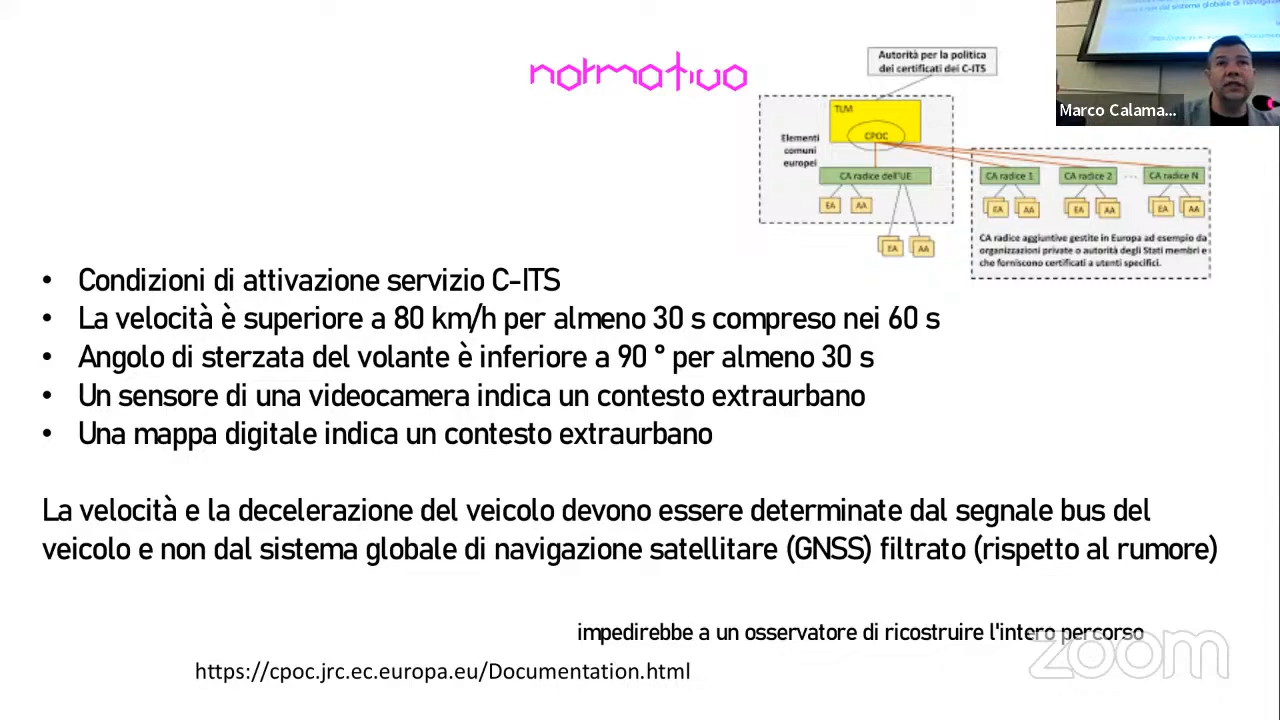 e non dal sistema globale di navigazione
normativo
Autorità per la politica
dei certificati dei C-ITS
TLM
CPOC
Elementi
comuni
europei
CA radice dell'UE
EA AA
EA AA
CA radice 1 CA radice 2 ... CA radice N
EA AA EA AA EA AA
CA radice aggiuntive gestite in Europa ad esempio da
organizzazioni private o autorità degli Stati membri e
che forniscono certificati a utenti specifici.
Marco Calama...
• Condizioni di attivazione servizio C-ITS
• La velocità è superiore a 80 km/h per almeno 30 s compreso nei 60 s
• Angolo di sterzata del volante è inferiore a 90 ° per almeno 30 s
• Un sensore di una videocamera indica un contesto extraurbano
• Una mappa digitale indica un contesto extraurbano
La velocità e la decelerazione del veicolo devono essere determinate dal segnale bus del
veicolo e non dal sistema globale di navigazione satellitare (GNSS) filtrato (rispetto al rumore)
impedirebbe a un osservatore di ricostruire l'intero percorso
zoom
https://cpoc.jrc.ec.europa.eu/Documentation.html